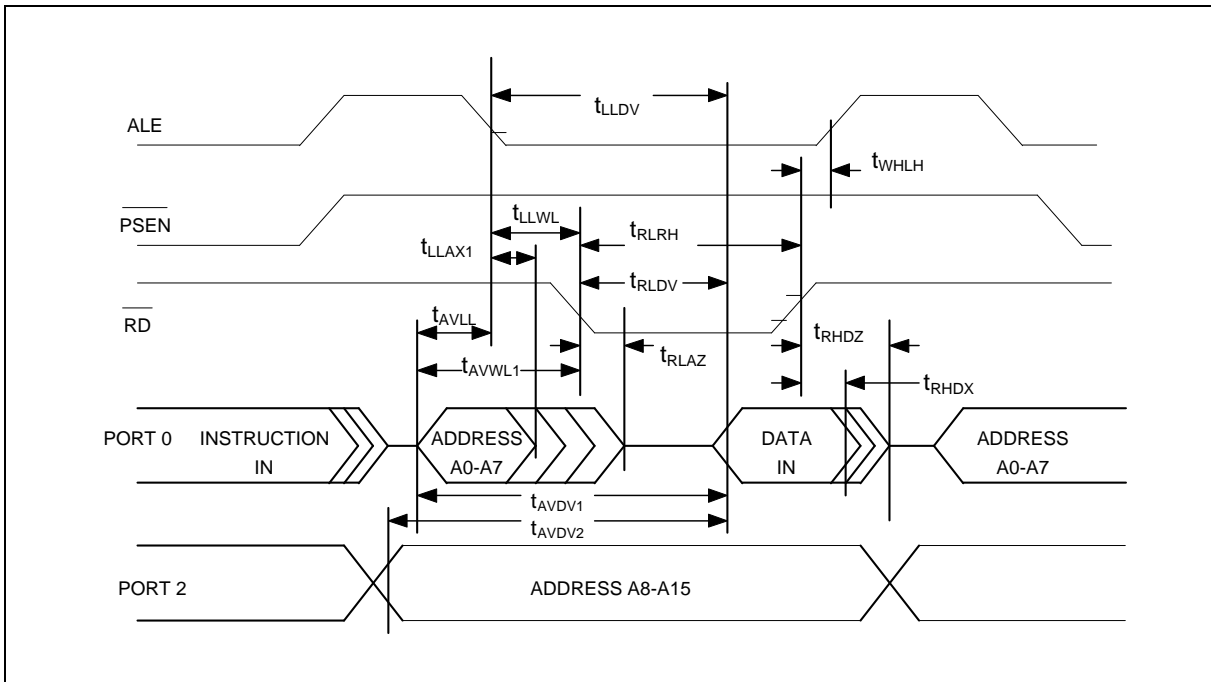 tLLDV
ALE
tWHLH
PSEN
tLLWL
tRLRH
tLLAX1
tRLDV
RD
tAVLL
tRHDZ
tRLAZ
tAVWL1
tRHDX
PORT 0
INSTRUCTION
IN
ADDRESS
A0-A7
DATA
IN
ADDRESS
A0-A7
tAVDV1
tAVDV2
PORT 2
ADDRESS A8-A15